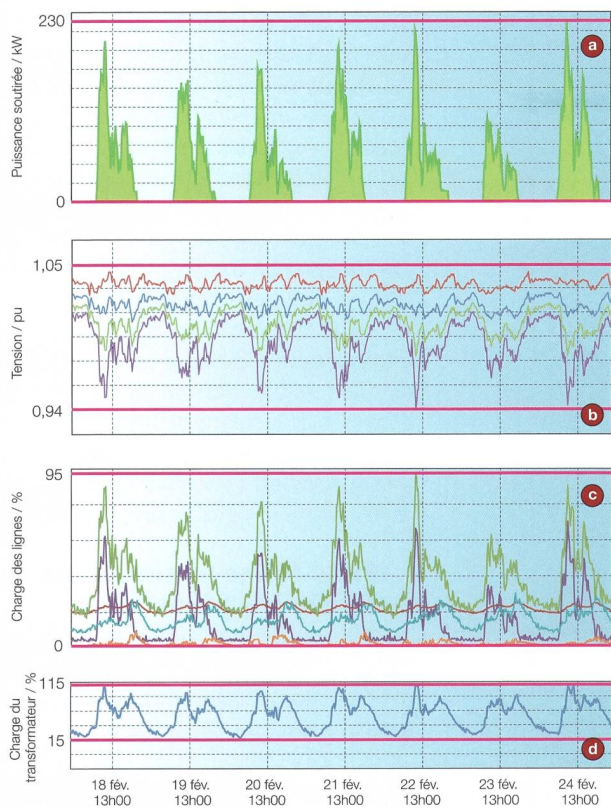 230
Puissance soutirée / kW
0
a
1,05
Tension / pu
0,94
b
95
Charge des lignes / %
0
c
115
Charge du
transformateur / %
15
d
18 fév.
13h00
19 fév.
13h00
20 fév.
13h00
21 fév.
13h00
22 fév.
13h00
23 fév.
13h00
24 fév.
13h00